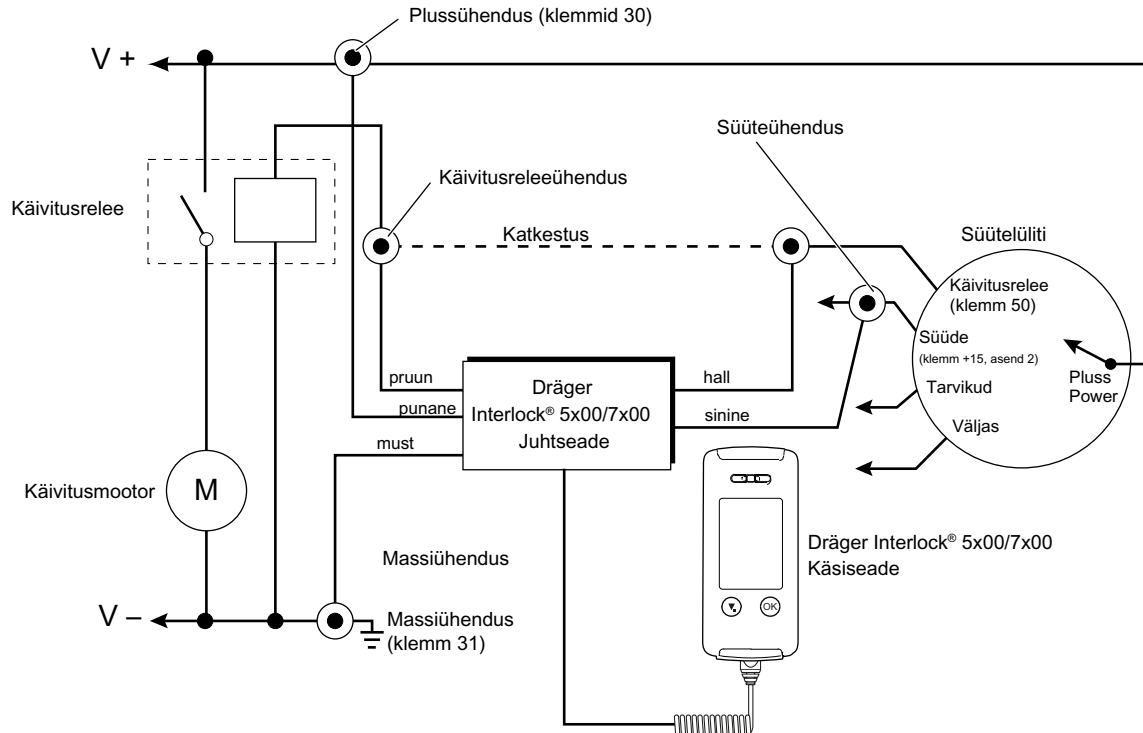 Plussühendus (klemmid 30)
V +
Süüteühendus
Käivitusreleeühendus
Käivitusrelee
Katkestus
Süütelüliti
Käivitusrelee
(klemm 50)
Süüde
(klemm +15, asend 2)
Tarvikud
Väljas
Pluss
Power
pruun
punane
must
Dräger
Interlock® 5x00/7x00
Juhtseade
hall
sinine
Käivitusmootor
M
Massiühendus
Dräger Interlock® 5x00/7x00
Käsiseade
OK
V –
Massiühendus
(klemm 31)